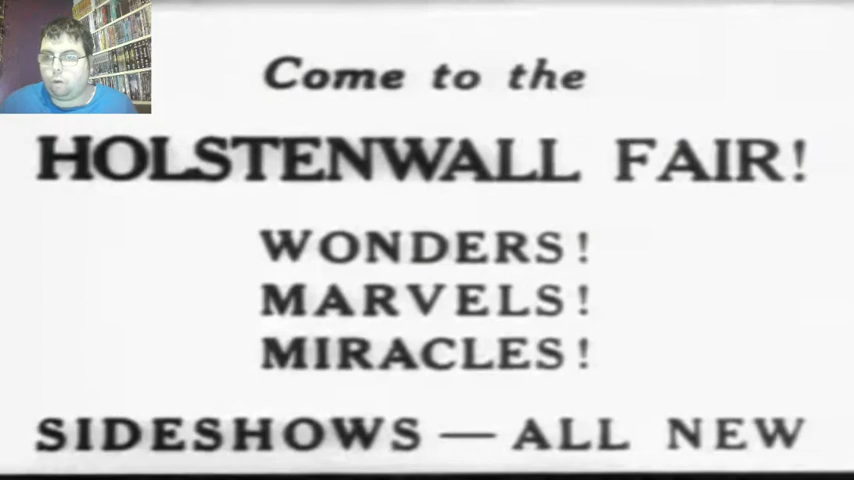 Come to the
HOLSTENWALL FAIR!
WONDERS!
MARVELS!
MIRACLES!
SIDESHOWS — ALL NEW